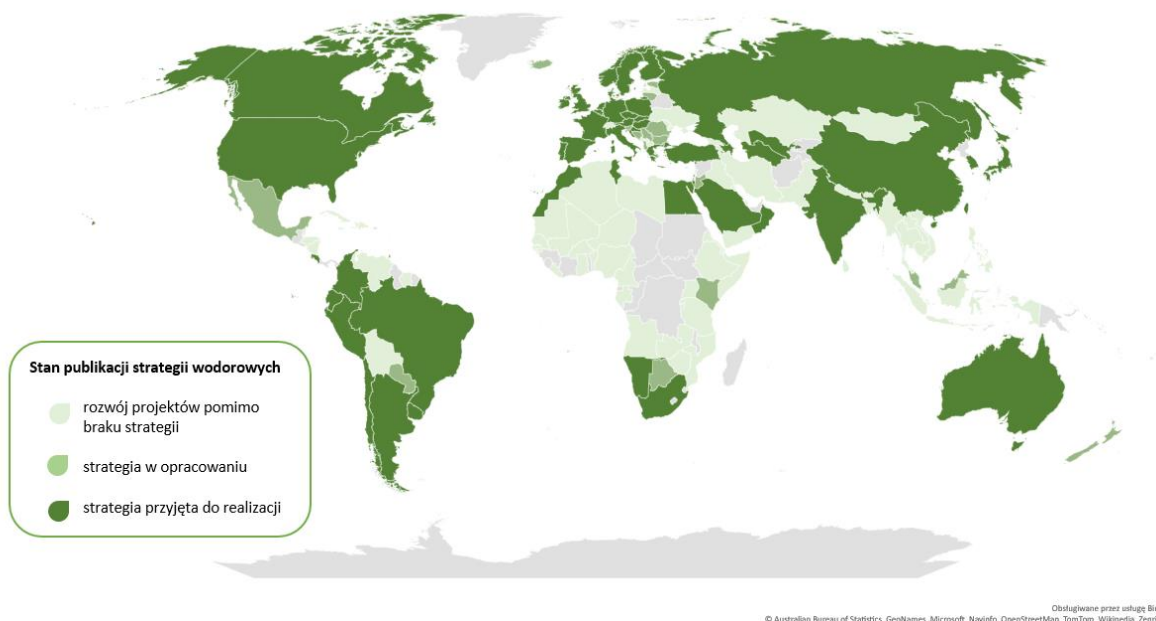 Stan publikacji strategii wodorowych
rozwój projektów pomimo
braku strategii
strategia w opracowaniu
strategia przyjęta do realizacji
Obsługiwane przez usługę
© Australian Bureau of Statistics, GeoNames, Microsoft, Navinfo, OpenStreetMap, TomTom, Wikipedia,